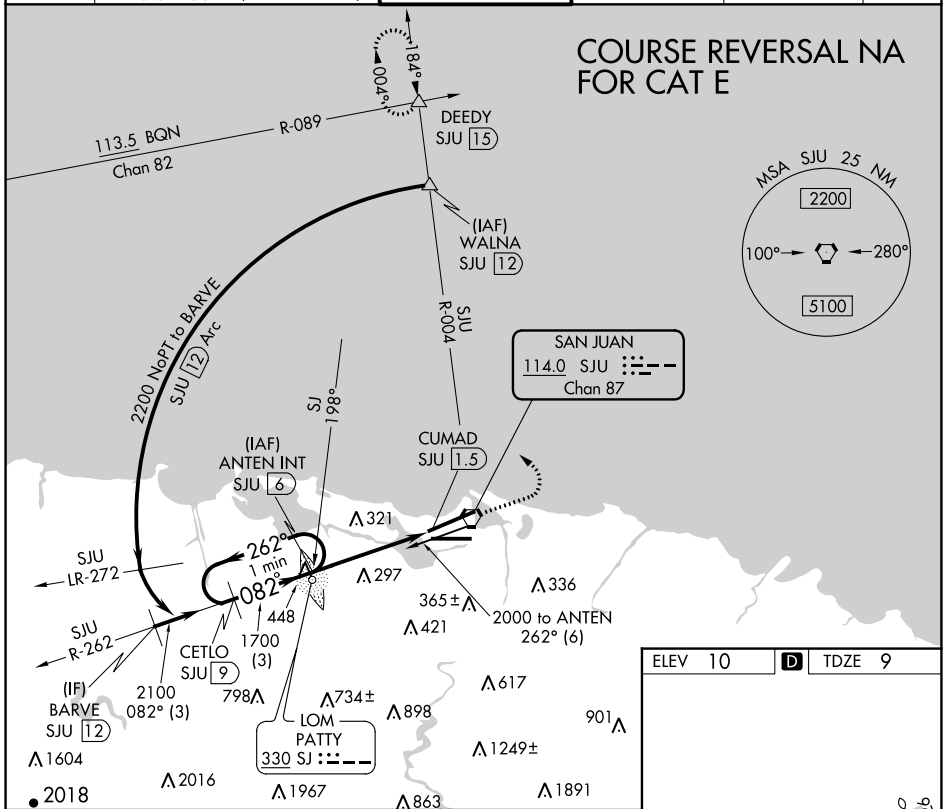 COURSE REVERSAL NA
FOR CAT E
184°
004°
DEEDY
SJU 15
113.5 BQN
Chan 82
R-089
(IAF)
WALNA
SJU 12
MSA SJU 25 NM
2200
100°
280°
5100
2200 NoPT to BARVE
SJU 12 Arc
SJU
R-004
SAN JUAN
114.0 SJU
Chan 87
SJ
198°
(IAF)
ANTEN INT
SJU 6
CUMAD
SJU 1.5
321
262°
1 min
082°
SJU
LR-272
297
336
365±
448
2000 to ANTEN
262° (6)
421
SJU
R-262
CETLO
SJU 9
1700
(3)
(IF)
BARVE
SJU 12
2100
082° (3)
798
734±
617
898
901
LOM
PATTY
330 SJ
1249±
1604
2016
1967
1891
2018
863
ELEV 10
D
TDZE 9